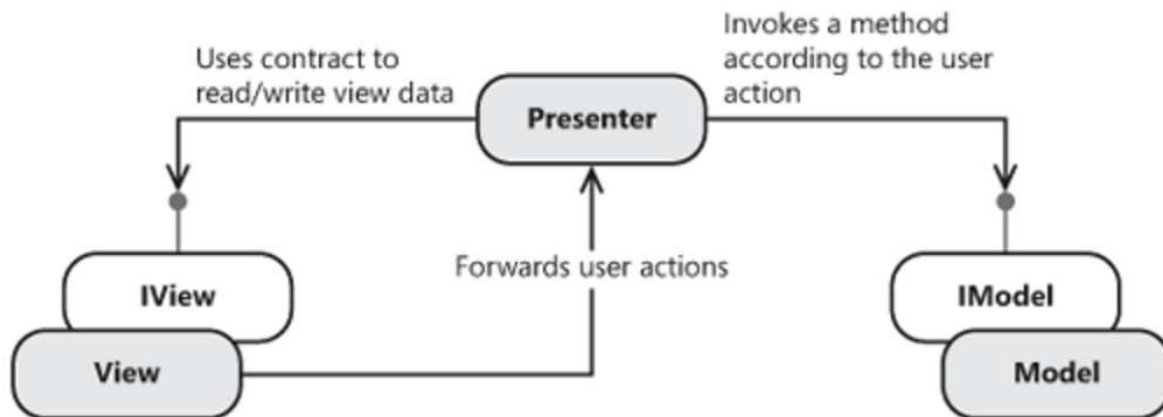 Uses contract to
read/write view data
Presenter
Invokes a method
according to the user
action
Forwards user actions
IView
View
IModel
Model